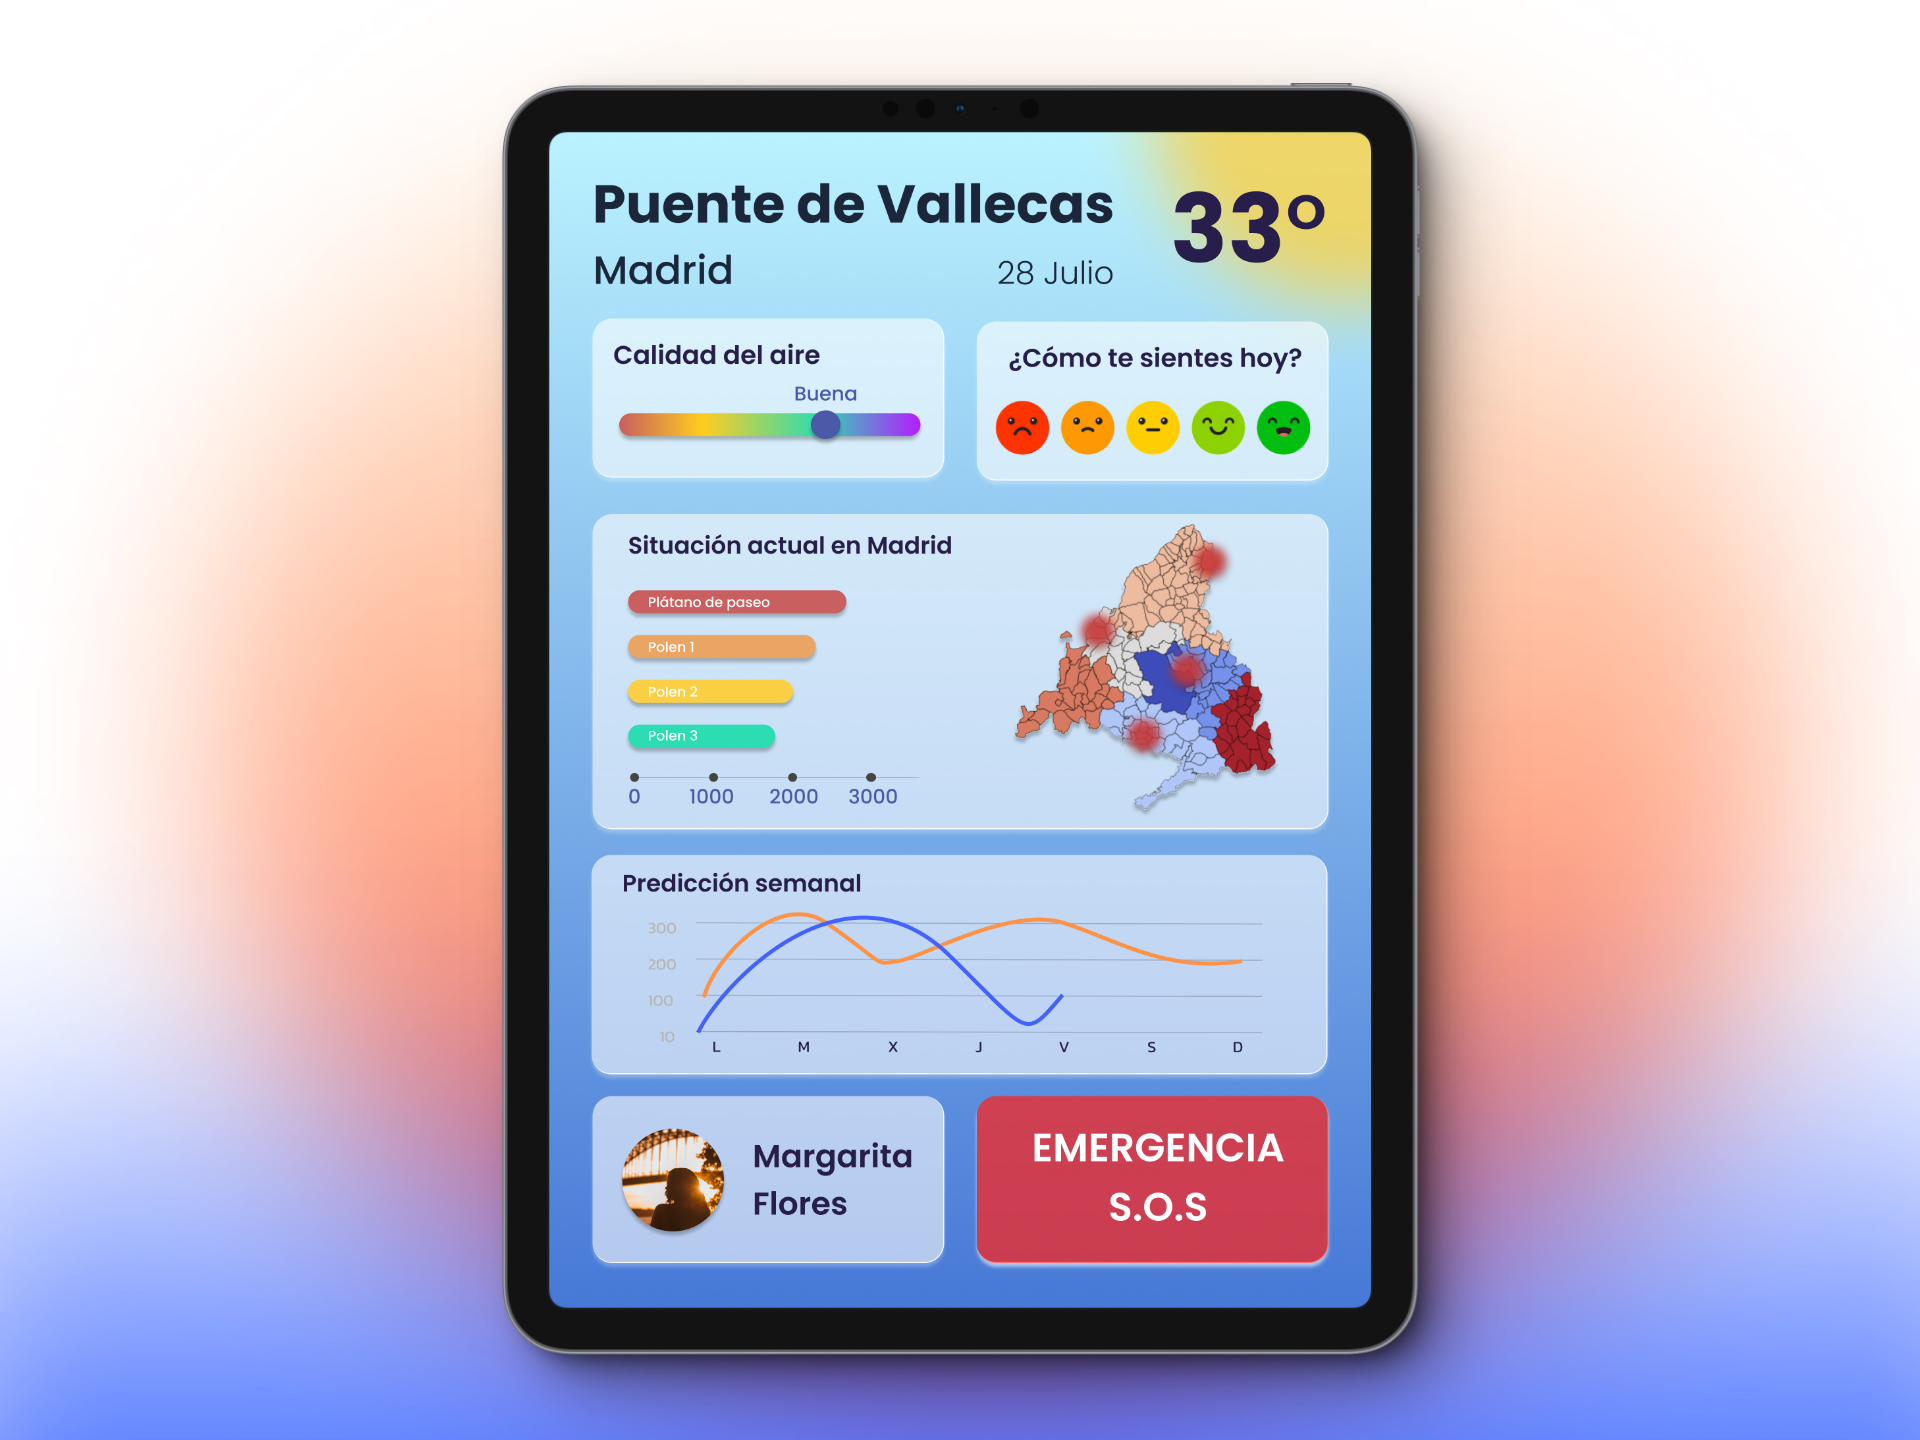 Puente de Vallecas
33°
Madrid
28 Julio
Calidad del aire
Buena
¿Cómo te sientes hoy?
Situación actual en Madrid
Plátano de paseo
Polen 1
Polen 2
Polen 3
0 1000 2000 3000
Predicción semanal
300
200
100
10
L M X J V S D
Margarita
Flores
EMERGENCIA
S.O.S